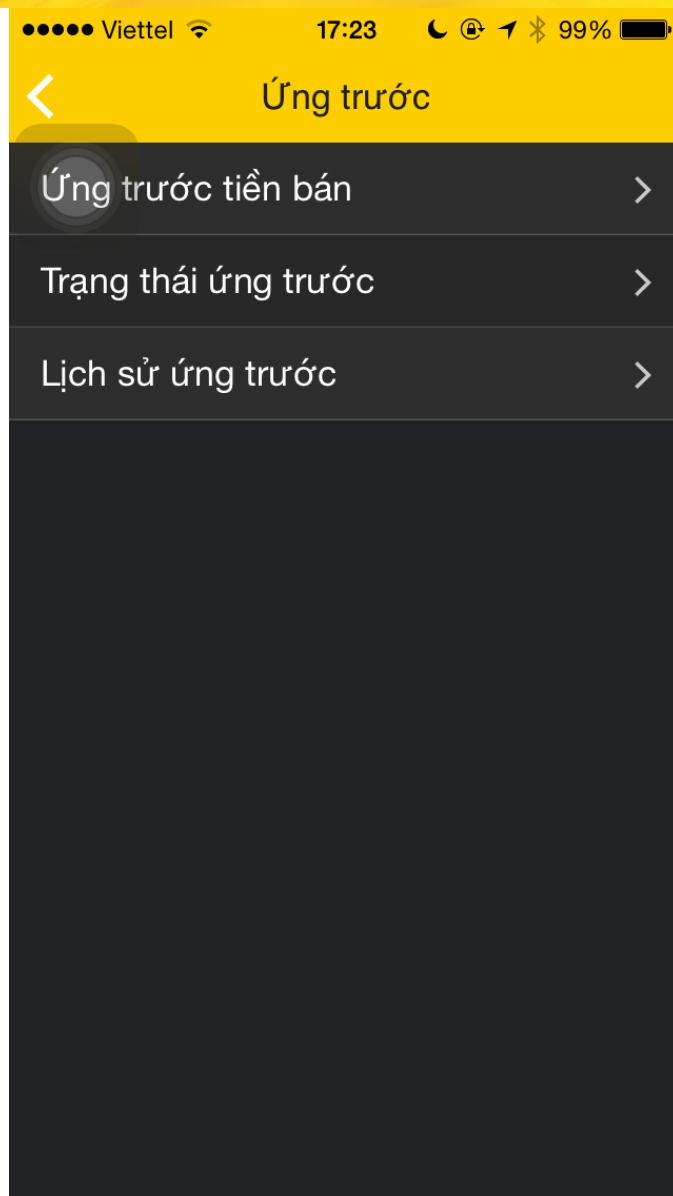 Viettel 17:23 99%
Ứng trước
Ứng trước tiền bán
Trạng thái ứng trước
Lịch sử ứng trước